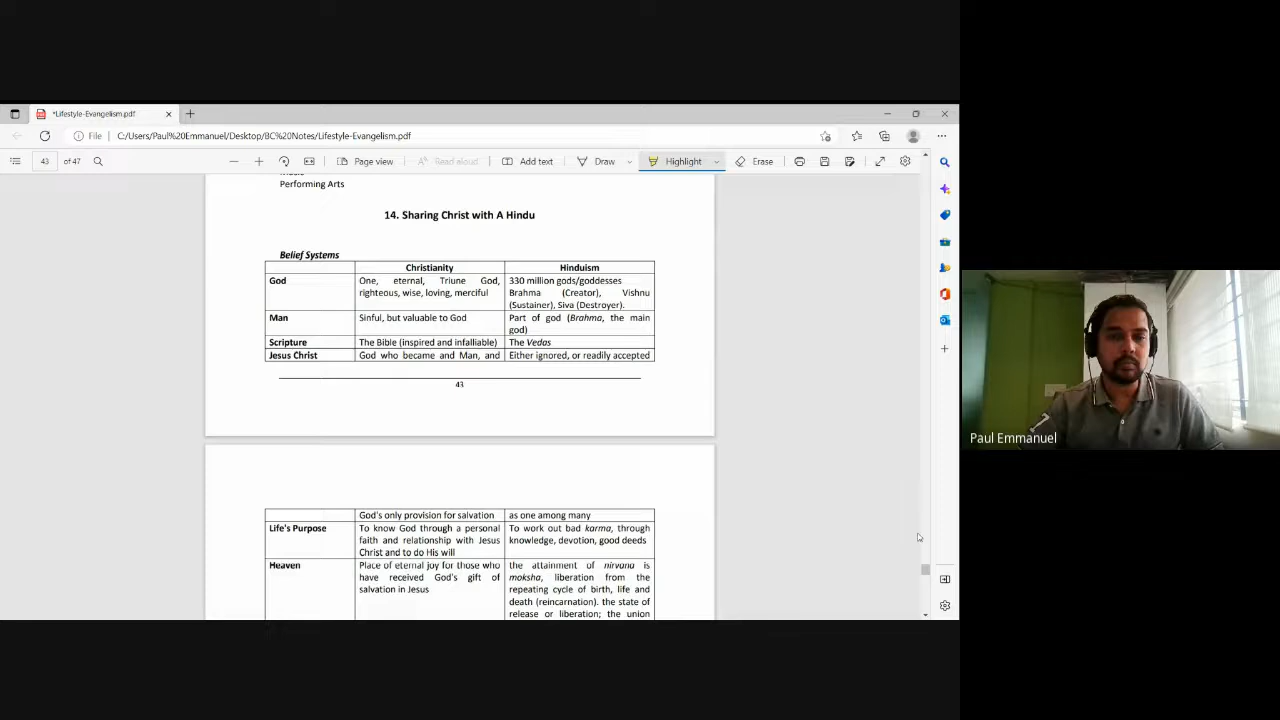 *Lifestyle-Evangelism.pdf
File
C:/Users/Paul%20Emmanuel/Desktop/BC%20Notes/Lifestyle-Evangelism.pdf
43 of 47
Page view
Read aloud
Add text
Draw
Highlight
Erase
Performing Arts
14. Sharing Christ with A Hindu
Belief Systems
Christianity Hinduism
God One, eternal, Triune God, 330 million gods/goddesses
righteous, wise, loving, merciful Brahma (Creator), Vishnu
(Sustainer), Siva (Destroyer).
Man Sinful, but valuable to God Part of god (Brahma, the main
god)
Scripture The Bible (inspired and infalliable) The Vedas
Jesus Christ God who became and Man, and Either ignored, or readily accepted
43
God's only provision for salvation as one among many
Life's Purpose To know God through a personal To work out bad karma, through
faith and relationship with Jesus knowledge, devotion, good deeds
Christ and to do His will
Heaven Place of eternal joy for those who the attainment of nirvana is
have received God's gift of moksha, liberation from the
salvation in Jesus repeating cycle of birth, life and
death (reincarnation). the state of
release or liberation; the union
Paul Emmanuel